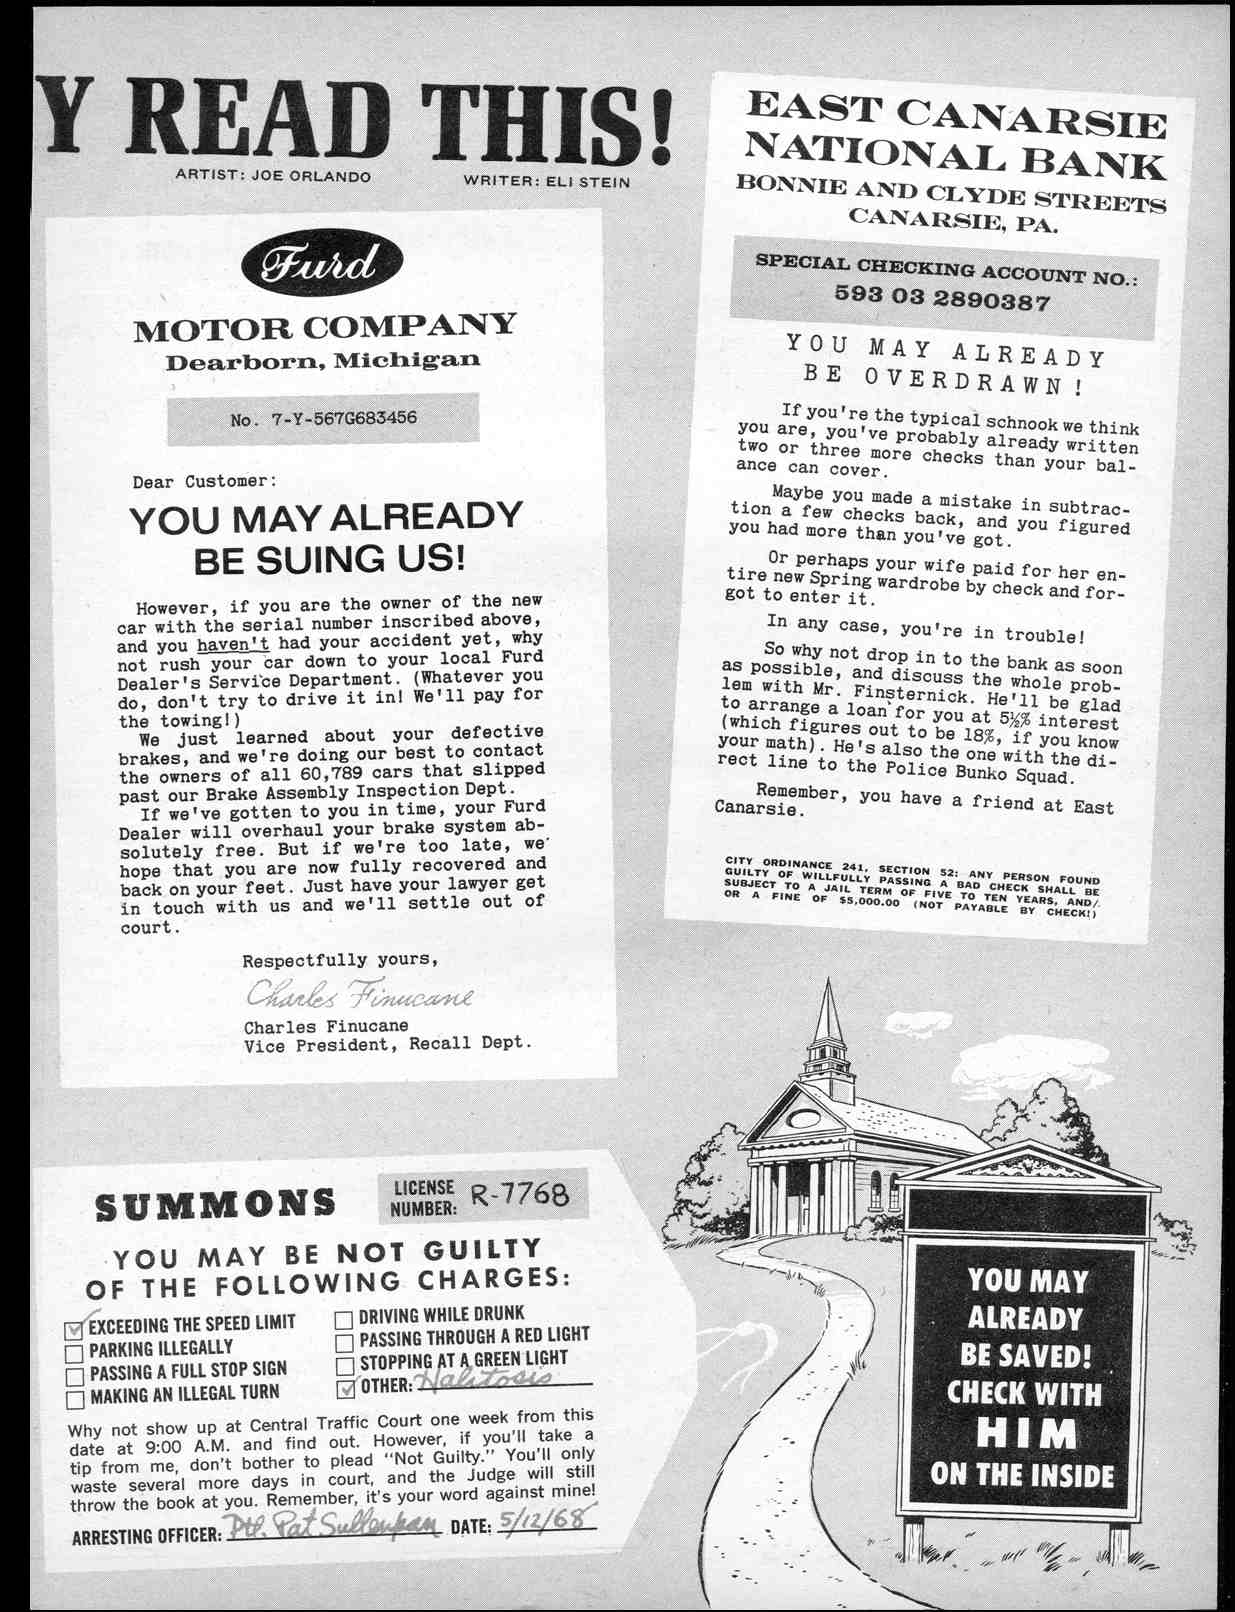 Y READ THIS!
ARTIST: JOE ORLANDO
WRITER: ELI STEIN
Furd
MOTOR COMPANY
Dearborn, Michigan
No. 7-Y-567G683456
Dear Customer:
YOU MAY ALREADY
BE SUING US!
However, if you are the owner of the new
car with the serial number inscribed above,
and you haven't had your accident yet, why
not rush your car down to your local Furd
Dealer's Service Department. (Whatever you
do, don't try to drive it in! We'll pay for
the towing!)
We just learned about your defective
brakes, and we're doing our best to contact
the owners of all 60,789 cars that slipped
past our Brake Assembly Inspection Dept.
If we've gotten to you in time, your Furd
Dealer will overhaul your brake system ab-
solutely free. But if we're too late, we
hope that you are now fully recovered and
back on your feet. Just have your lawyer get
in touch with us and we'll settle out of
court.
Respectfully yours,
Charles Finucane
Charles Finucane
Vice President, Recall Dept.
EAST CANARSIE
NATIONAL BANK
BONNIE AND CLYDE STREETS
CANARSIE, PA.
SPECIAL CHECKING ACCOUNT NO.:
593 03 2890387
YOU MAY ALREADY
BE OVERDRAWN!
If you're the typical schnook we think
you are, you've probably already written
two or three more checks than your bal-
ance can cover.
Maybe you made a mistake in subtrac-
tion a few checks back, and you figured
you had more than you've got.
Or perhaps your wife paid for her en-
tire new Spring wardrobe by check and for-
got to enter it.
In any case, you're in trouble!
So why not drop in to the bank as soon
as possible, and discuss the whole prob-
lem with Mr. Finsternick. He'll be glad
to arrange a loan for you at 5½% interest
(which figures out to be 18%, if you know
your math). He's also the one with the di-
rect line to the Police Bunko Squad.
Remember, you have a friend at East
Canarsie.
CITY ORDINANCE 241, SECTION 52: ANY PERSON FOUND
GUILTY OF WILLFULLY PASSING A BAD CHECK SHALL BE
SUBJECT TO A JAIL TERM OF FIVE TO TEN YEARS, AND/
OR A FINE OF $5,000.00 (NOT PAYABLE BY CHECK!)
SUMMONS
LICENSE
NUMBER: R-7768
YOU MAY BE NOT GUILTY
OF THE FOLLOWING CHARGES:
EXCEEDING THE SPEED LIMIT
PARKING ILLEGALLY
PASSING A FULL STOP SIGN
MAKING AN ILLEGAL TURN
DRIVING WHILE DRUNK
PASSING THROUGH A RED LIGHT
STOPPING AT A GREEN LIGHT
OTHER: Halitosis
Why not show up at Central Traffic Court one week from this
date at 9:00 A.M. and find out. However, if you'll take a
tip from me, don't bother to plead "Not Guilty." You'll only
waste several more days in court, and the Judge will still
throw the book at you. Remember, it's your word against mine!
ARRESTING OFFICER: Ptl. Pat DATE: 5/12/68
YOU MAY
ALREADY
BE SAVED!
CHECK WITH
HIM
ON THE INSIDE